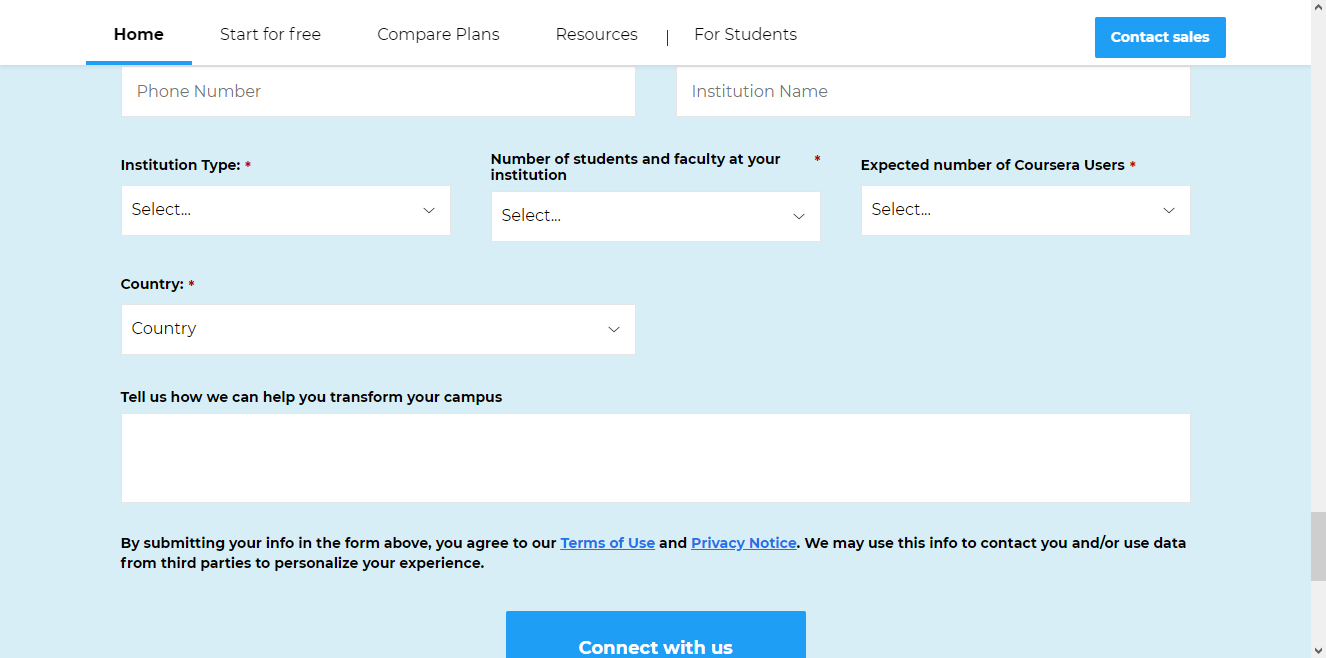 Home Start for free Compare Plans Resources | For Students Contact sales
Phone Number Institution Name
Institution Type: * Number of students and faculty at your institution * Expected number of Coursera Users *
Select... Select... Select...
Country: *
Country
Tell us how we can help you transform your campus
By submitting your info in the form above, you agree to our Terms of Use and Privacy Notice. We may use this info to contact you and/or use data
from third parties to personalize your experience.
Connect with us